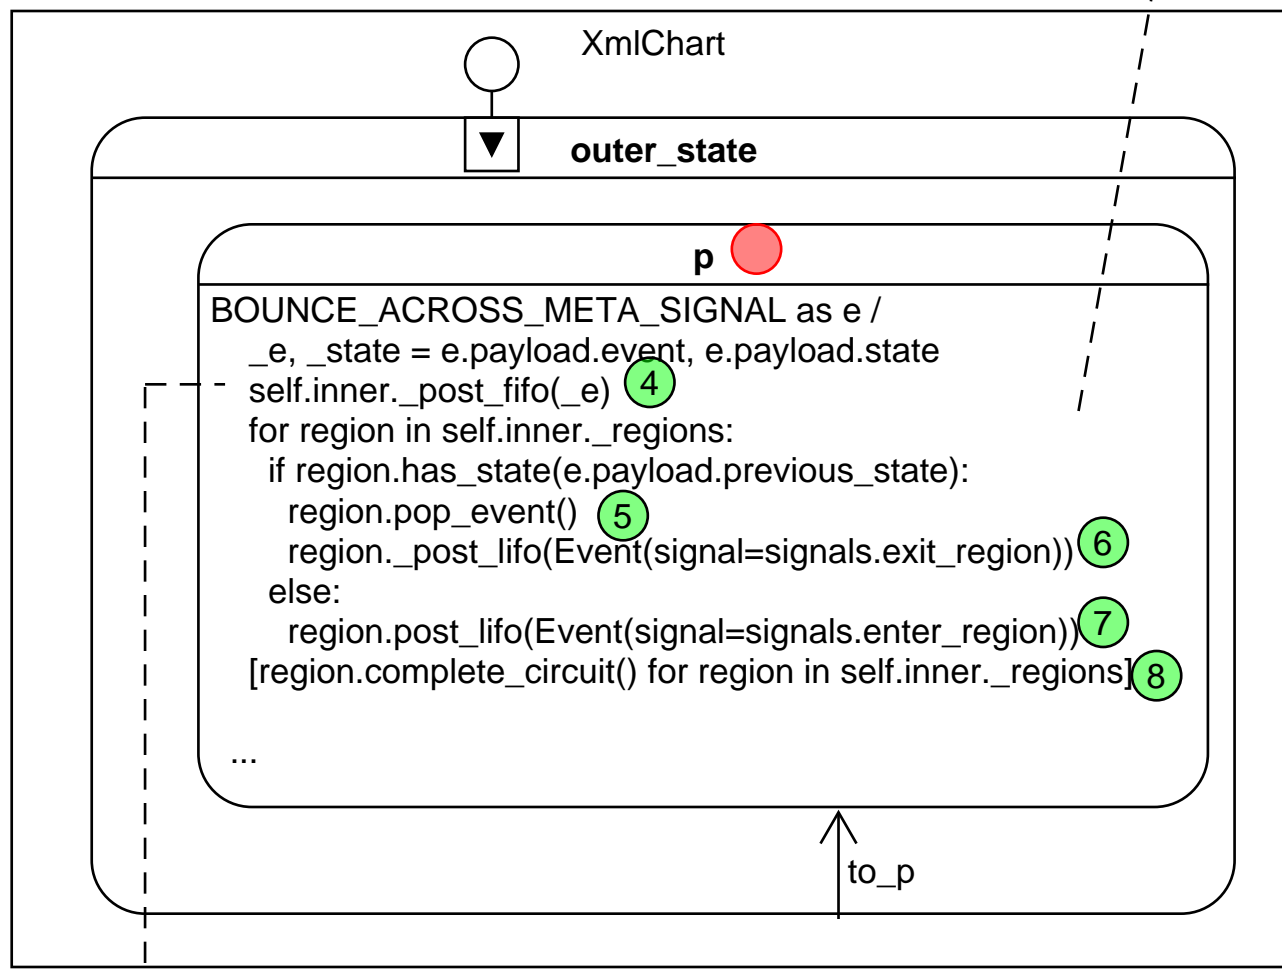 XmlChart
outer_state
p
BOUNCE_ACROSS_META_SIGNAL as e /
_e, _state = e.payload.event, e.payload.state
self.inner._post_fifo(_e) 4
for region in self.inner._regions:
if region.has_state(e.payload.previous_state):
region.pop_event() 5
region._post_lifo(Event(signal=signals.exit_region)) 6
else:
region.post_lifo(Event(signal=signals.enter_region)) 7
[region.complete_circuit() for region in self.inner._regions] 8
...
to_p